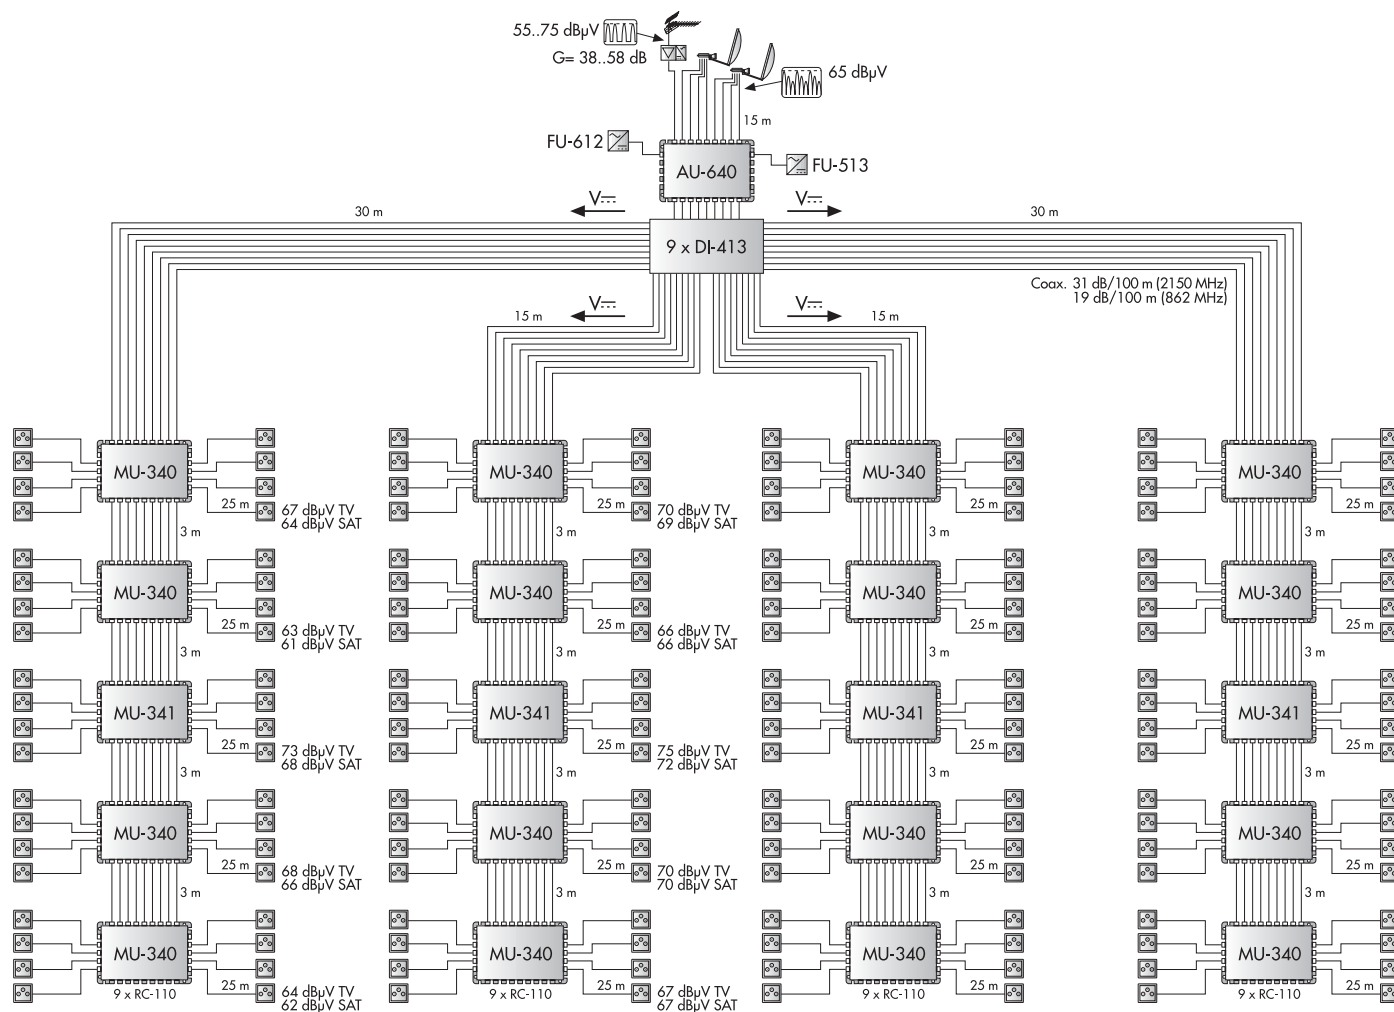 55..75 dBµV
G= 38..58 dB
65 dBµV
15 m
FU-612
AU-640
FU-513
V
V
30 m
30 m
9 x DI-413
Coax. 31 dB/100 m (2150 MHz)
19 dB/100 m (862 MHz)
V
V
15 m
15 m
MU-340
MU-340
MU-340
MU-340
25 m
67 dBµV TV
64 dBµV SAT
25 m
70 dBµV TV
69 dBµV SAT
25 m
25 m
3 m
3 m
3 m
3 m
MU-340
MU-340
MU-340
MU-340
25 m
63 dBµV TV
61 dBµV SAT
25 m
66 dBµV TV
66 dBµV SAT
25 m
25 m
3 m
3 m
3 m
3 m
MU-341
MU-341
MU-341
MU-341
25 m
73 dBµV TV
68 dBµV SAT
25 m
75 dBµV TV
72 dBµV SAT
25 m
25 m
3 m
3 m
3 m
3 m
MU-340
MU-340
MU-340
MU-340
25 m
68 dBµV TV
66 dBµV SAT
25 m
70 dBµV TV
70 dBµV SAT
25 m
25 m
3 m
3 m
3 m
3 m
MU-340
MU-340
MU-340
MU-340
9 x RC-110
25 m
64 dBµV TV
62 dBµV SAT
9 x RC-110
25 m
67 dBµV TV
67 dBµV SAT
9 x RC-110
25 m
9 x RC-110
25 m